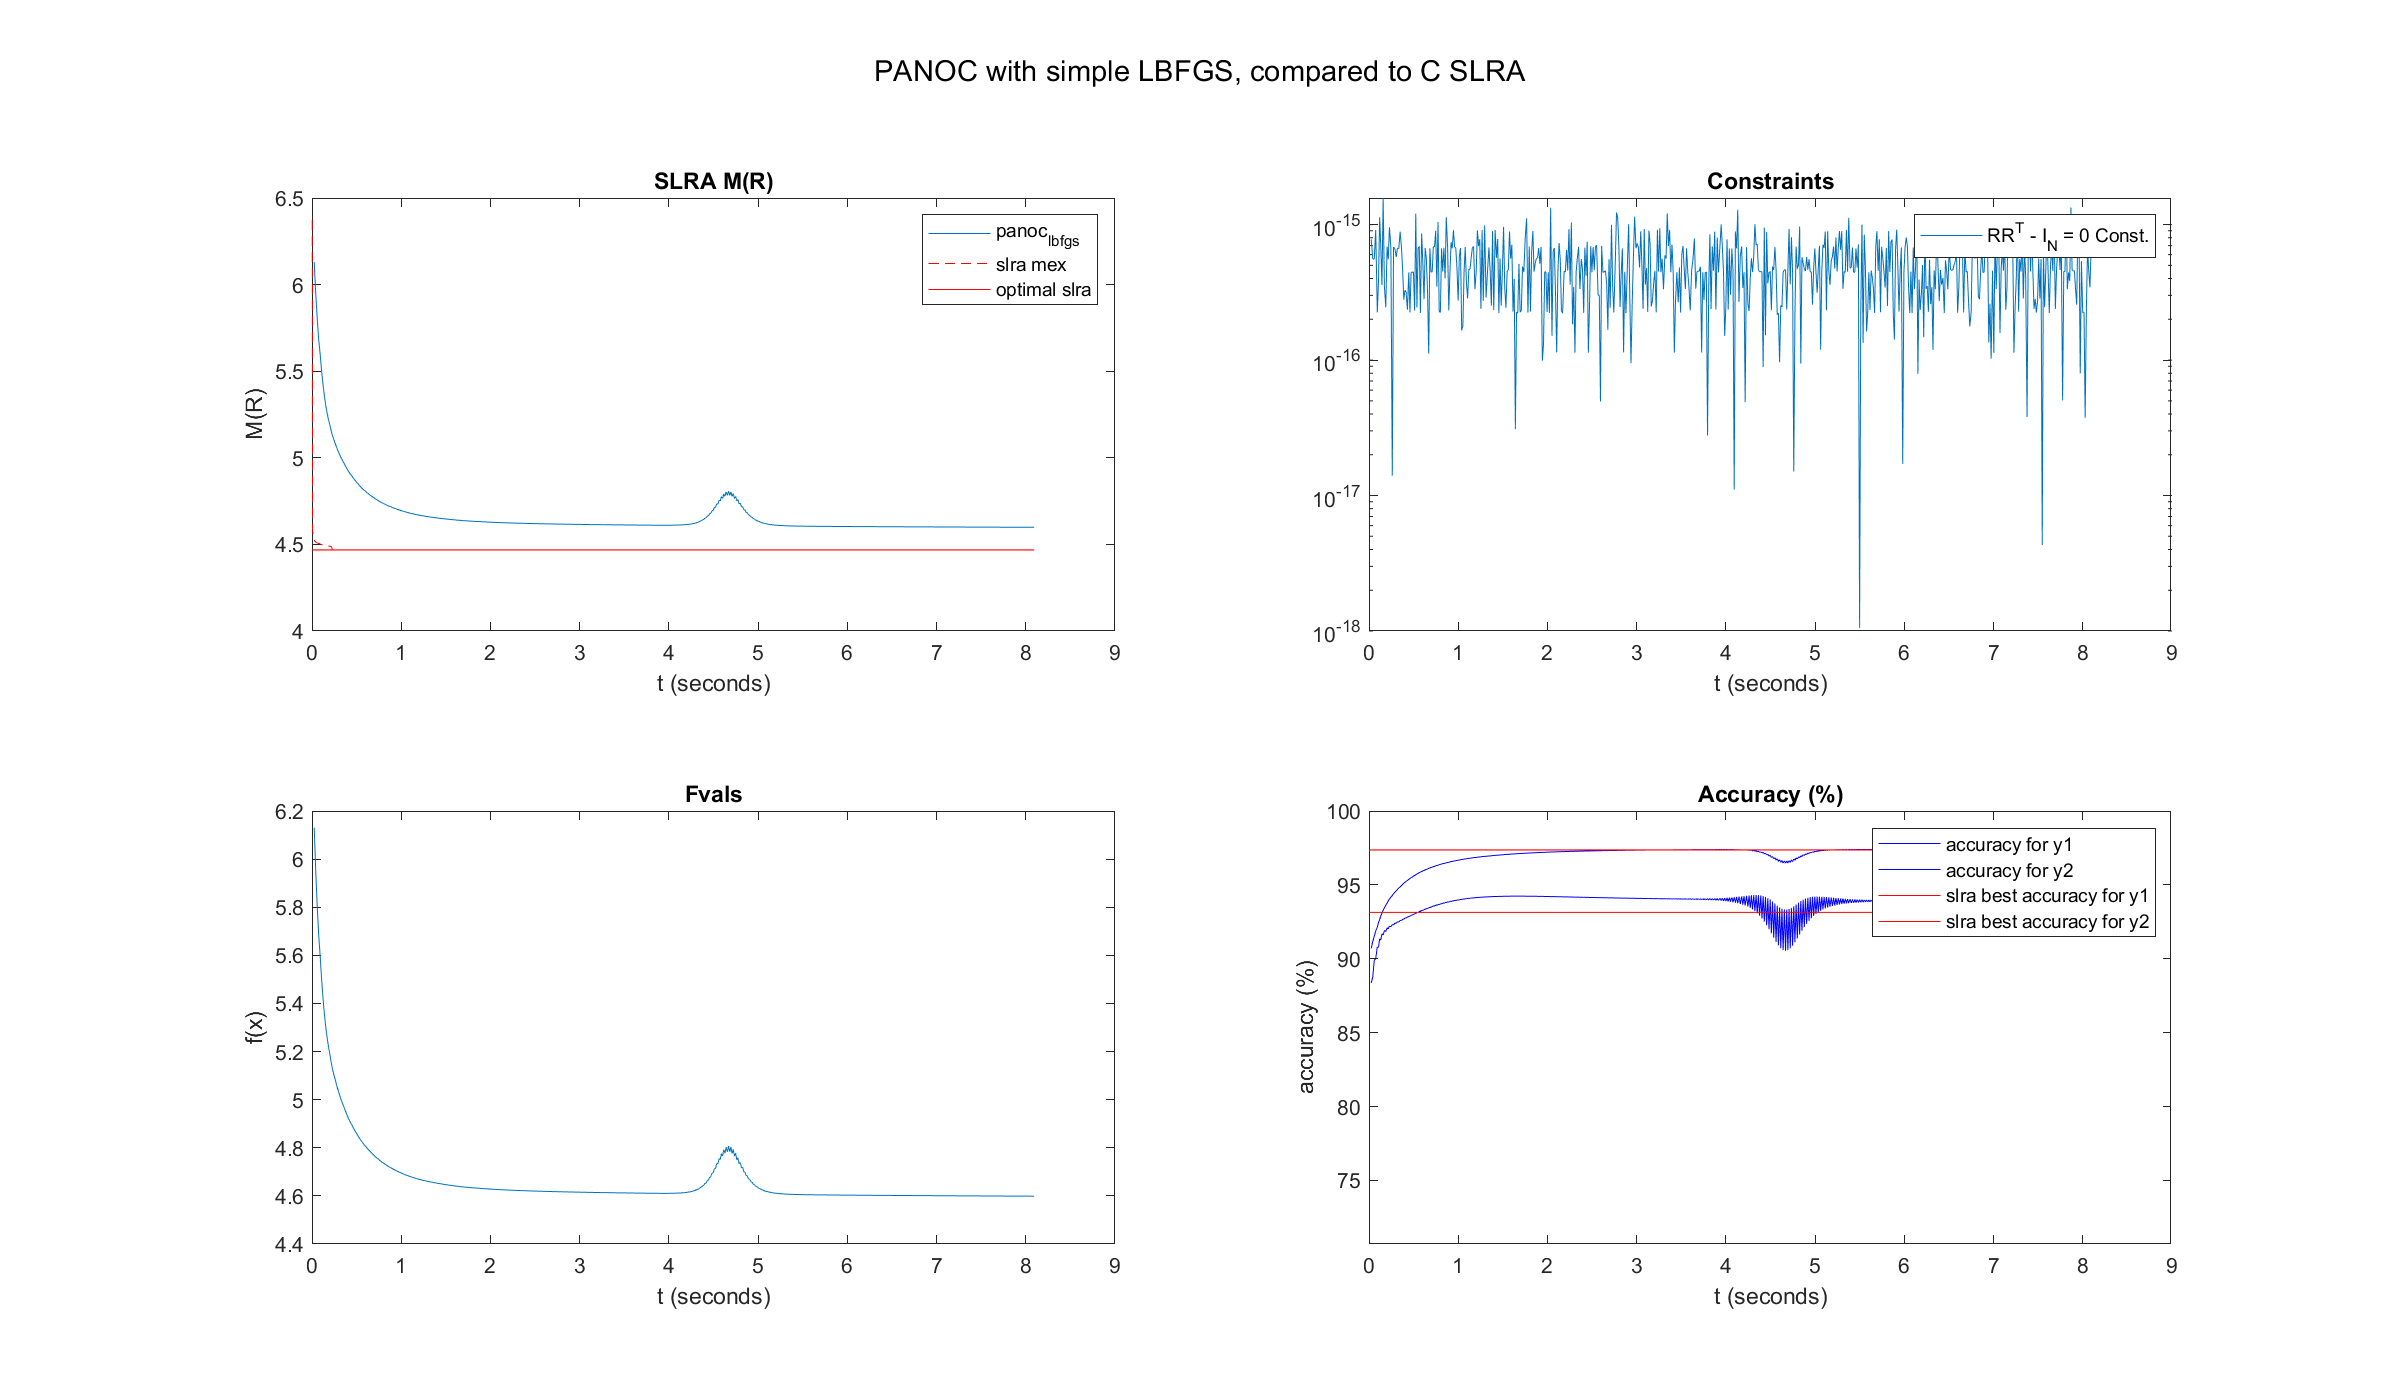 PANOC with simple LBFGS, compared to C SLRA
SLRA M(R)
6.5
6
5.5
5
4.5
4
M(R)
panoc_lbfgs
slra mex
optimal slra
0 1 2 3 4 5 6 7 8 9
t (seconds)
Constraints
10^-15
10^-16
10^-17
10^-18
RR^T - I_N = 0 Const.
0 1 2 3 4 5 6 7 8 9
t (seconds)
Fvals
6.2
6
5.8
5.6
5.4
5.2
5
4.8
4.6
4.4
f(x)
0 1 2 3 4 5 6 7 8 9
t (seconds)
Accuracy (%)
100
95
90
85
80
75
accuracy (%)
accuracy for y1
accuracy for y2
slra best accuracy for y1
slra best accuracy for y2
0 1 2 3 4 5 6 7 8 9
t (seconds)